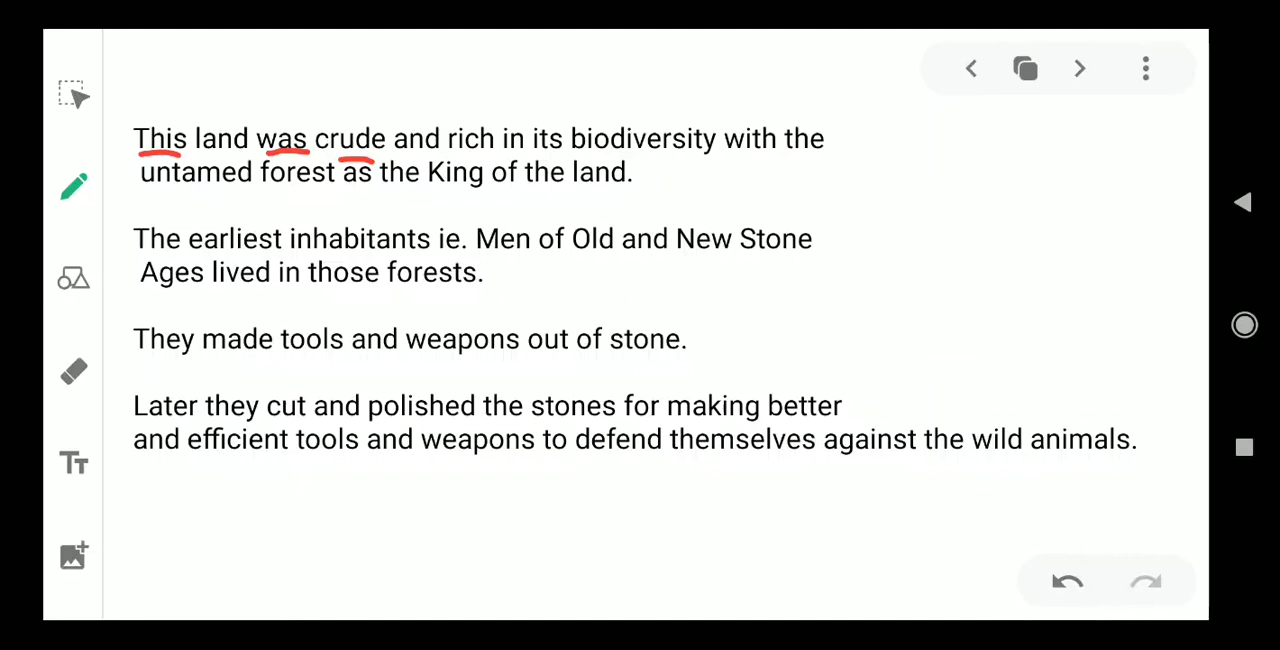 This land was crude and rich in its biodiversity with the
untamed forest as the King of the land.
The earliest inhabitants ie. Men of Old and New Stone
Ages lived in those forests.
They made tools and weapons out of stone.
Later they cut and polished the stones for making better
and efficient tools and weapons to defend themselves against the wild animals.
Tт